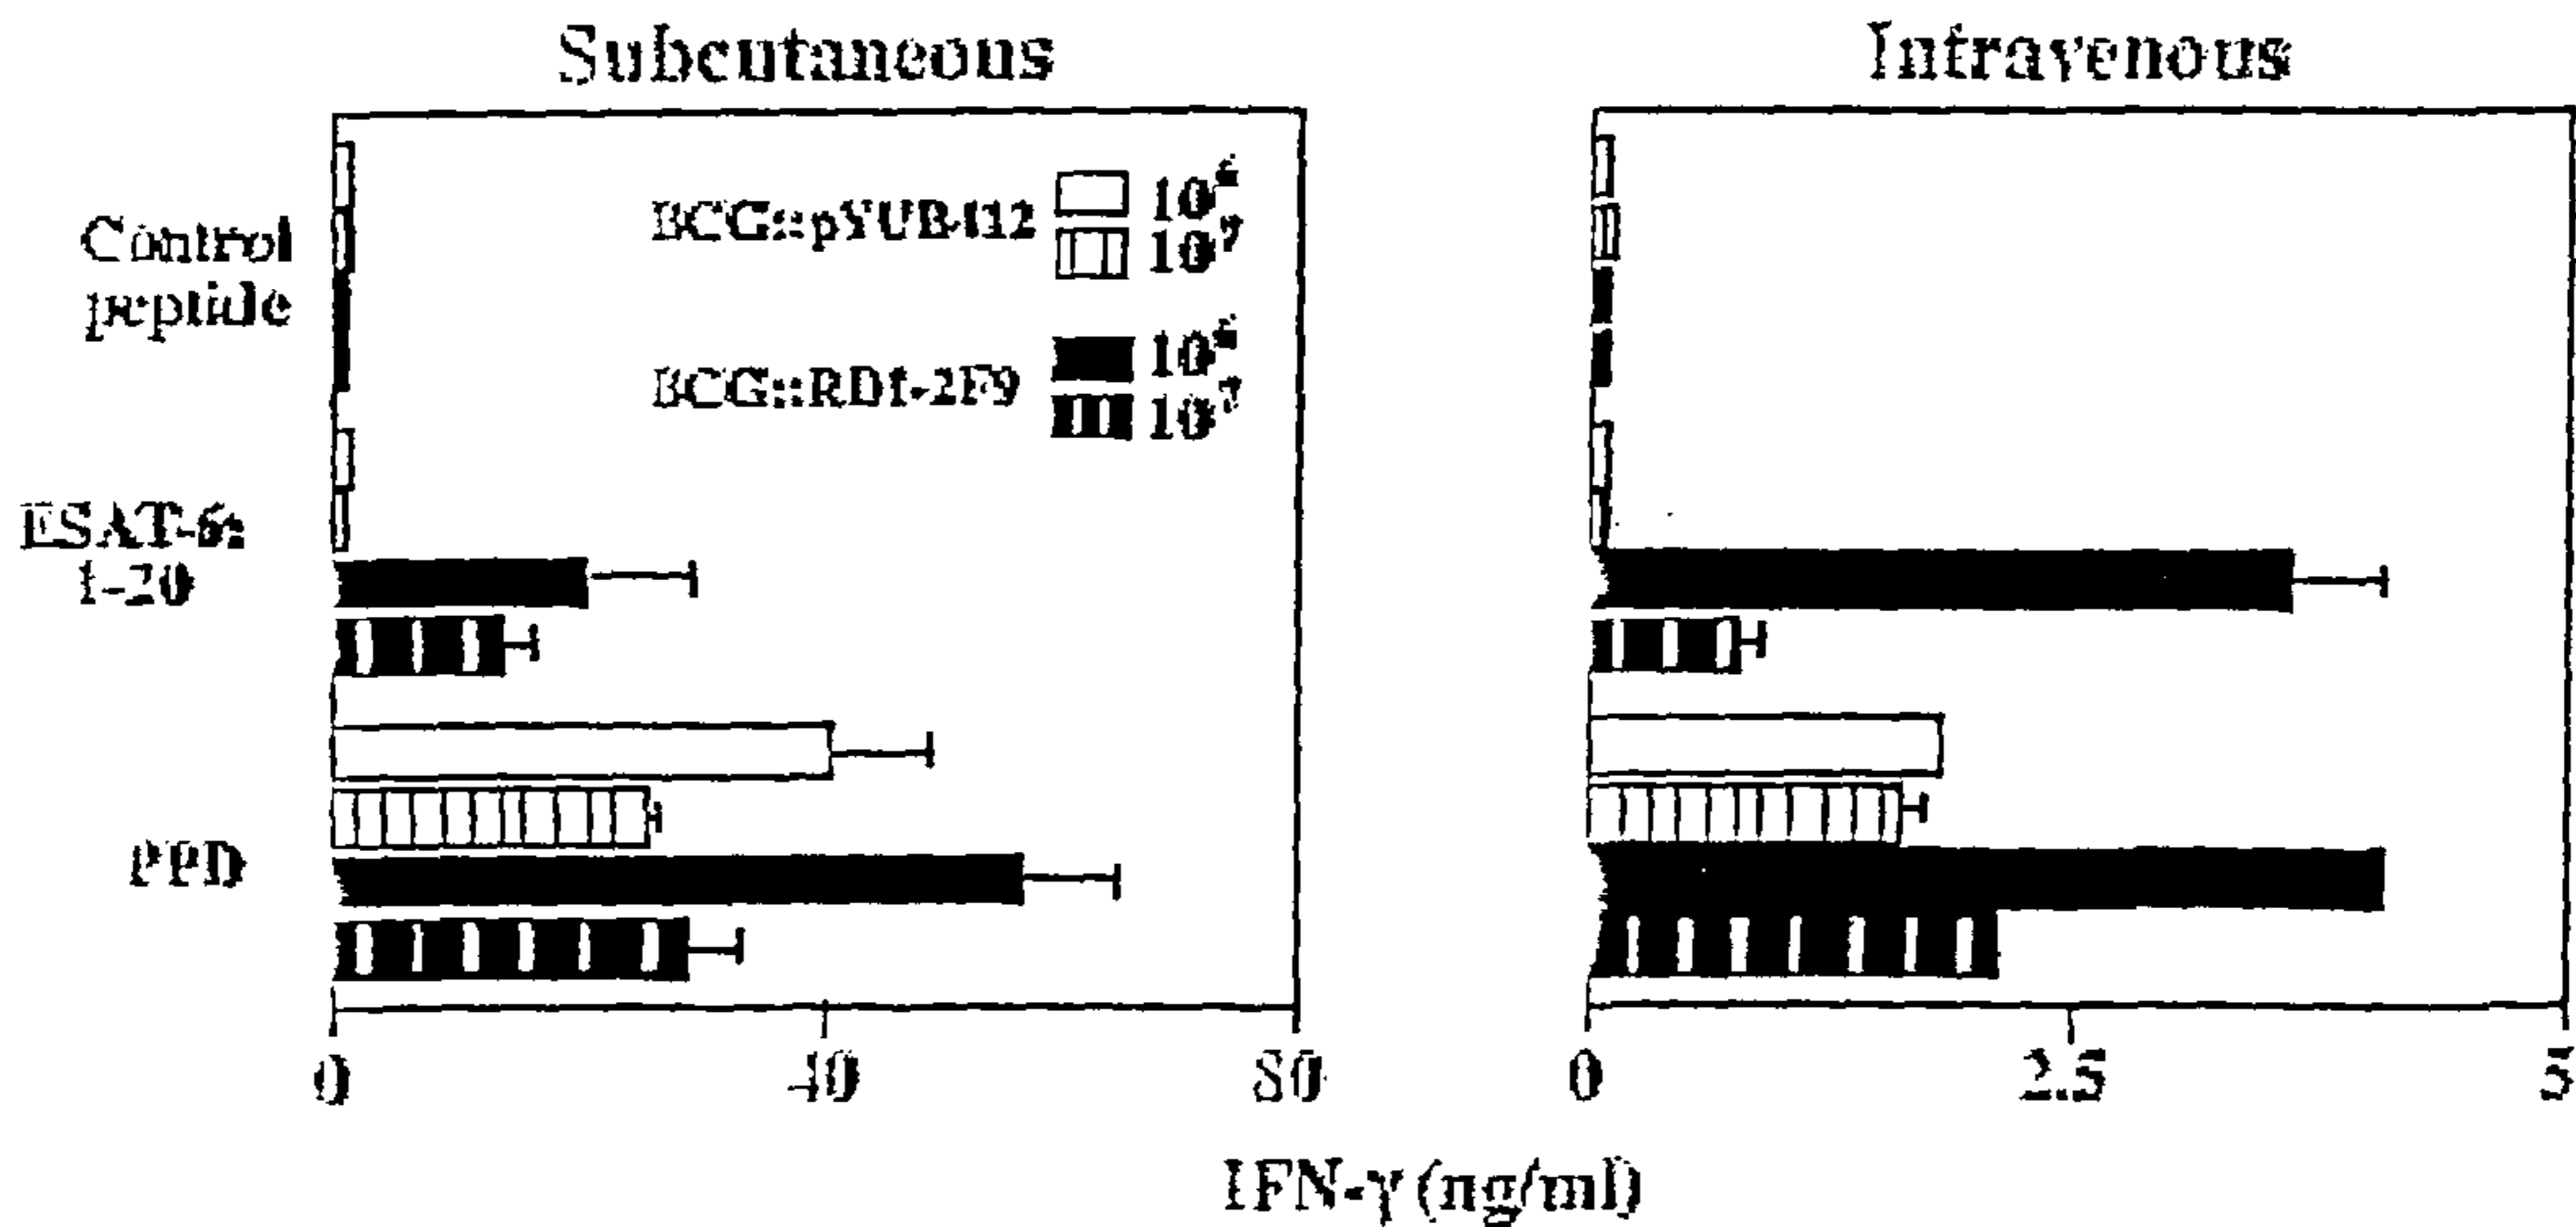 Subcutaneous
Intravenous
Control
peptide
BCG::pYUB412
10⁶
10⁷
BCG::RD1-2F9
10⁶
10⁷
ESAT-6:
1-20
PPD
0
40
80
0
2.5
5
IFN-γ (ng/ml)